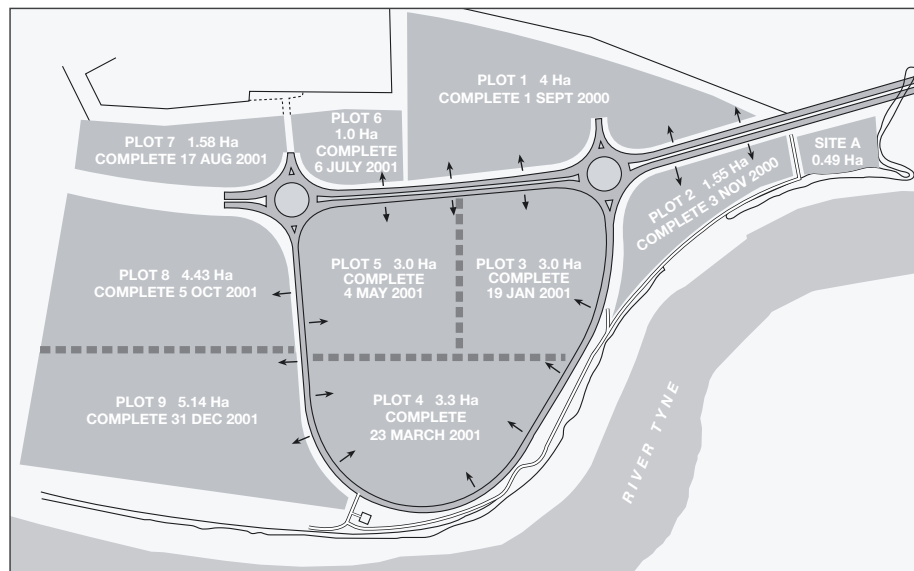 PLOT 1   4 Ha
COMPLETE 1 SEPT 2000
PLOT 6
1.0 Ha
COMPLETE
6 JULY 2001
PLOT 7  1.58 Ha
COMPLETE 17 AUG 2001
SITE A
0.49 Ha
PLOT 2   1.55 Ha
COMPLETE 3 NOV 2000
PLOT 8   4.43 Ha
COMPLETE 5 OCT 2001
PLOT 5   3.0 Ha
COMPLETE
4 MAY 2001
PLOT 3   3.0 Ha
COMPLETE
19 JAN 2001
PLOT 9   5.14 Ha
COMPLETE 31 DEC 2001
PLOT 4   3.3 Ha
COMPLETE
23 MARCH 2001
RIVER TYNE